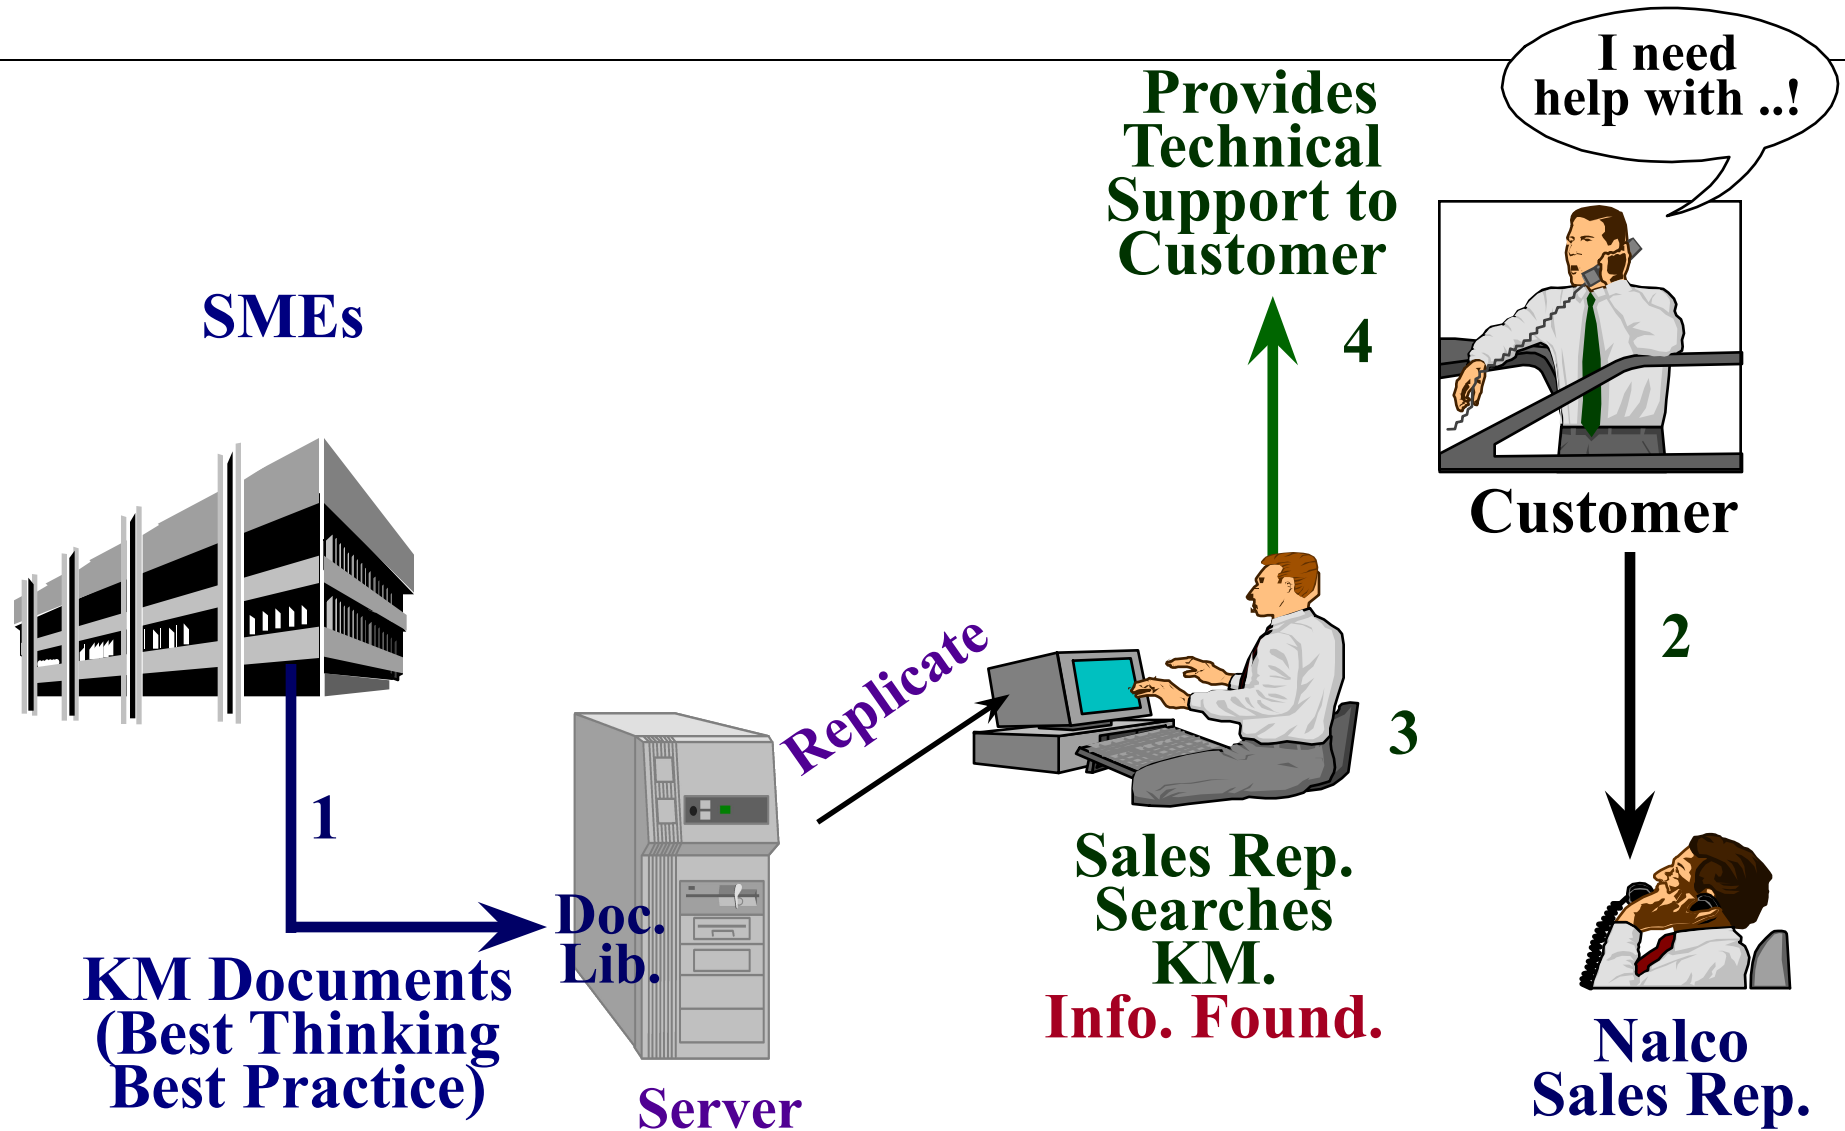 I need
help with ..!
Provides
Technical
Support to
Customer
SMEs
4
Customer
2
Replicate
3
1
Sales Rep.
Searches
KM.
Info. Found.
Doc.
Lib.
KM Documents
(Best Thinking
Best Practice)
Server
Nalco
Sales Rep.